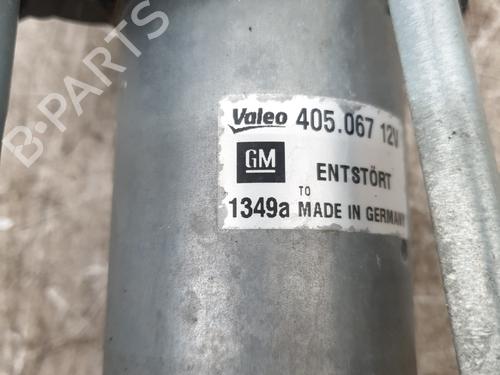 B-PARTS
Valeo 405.067 12V
GM ENTSTÖRT
TO
1349a MADE IN GERMANY